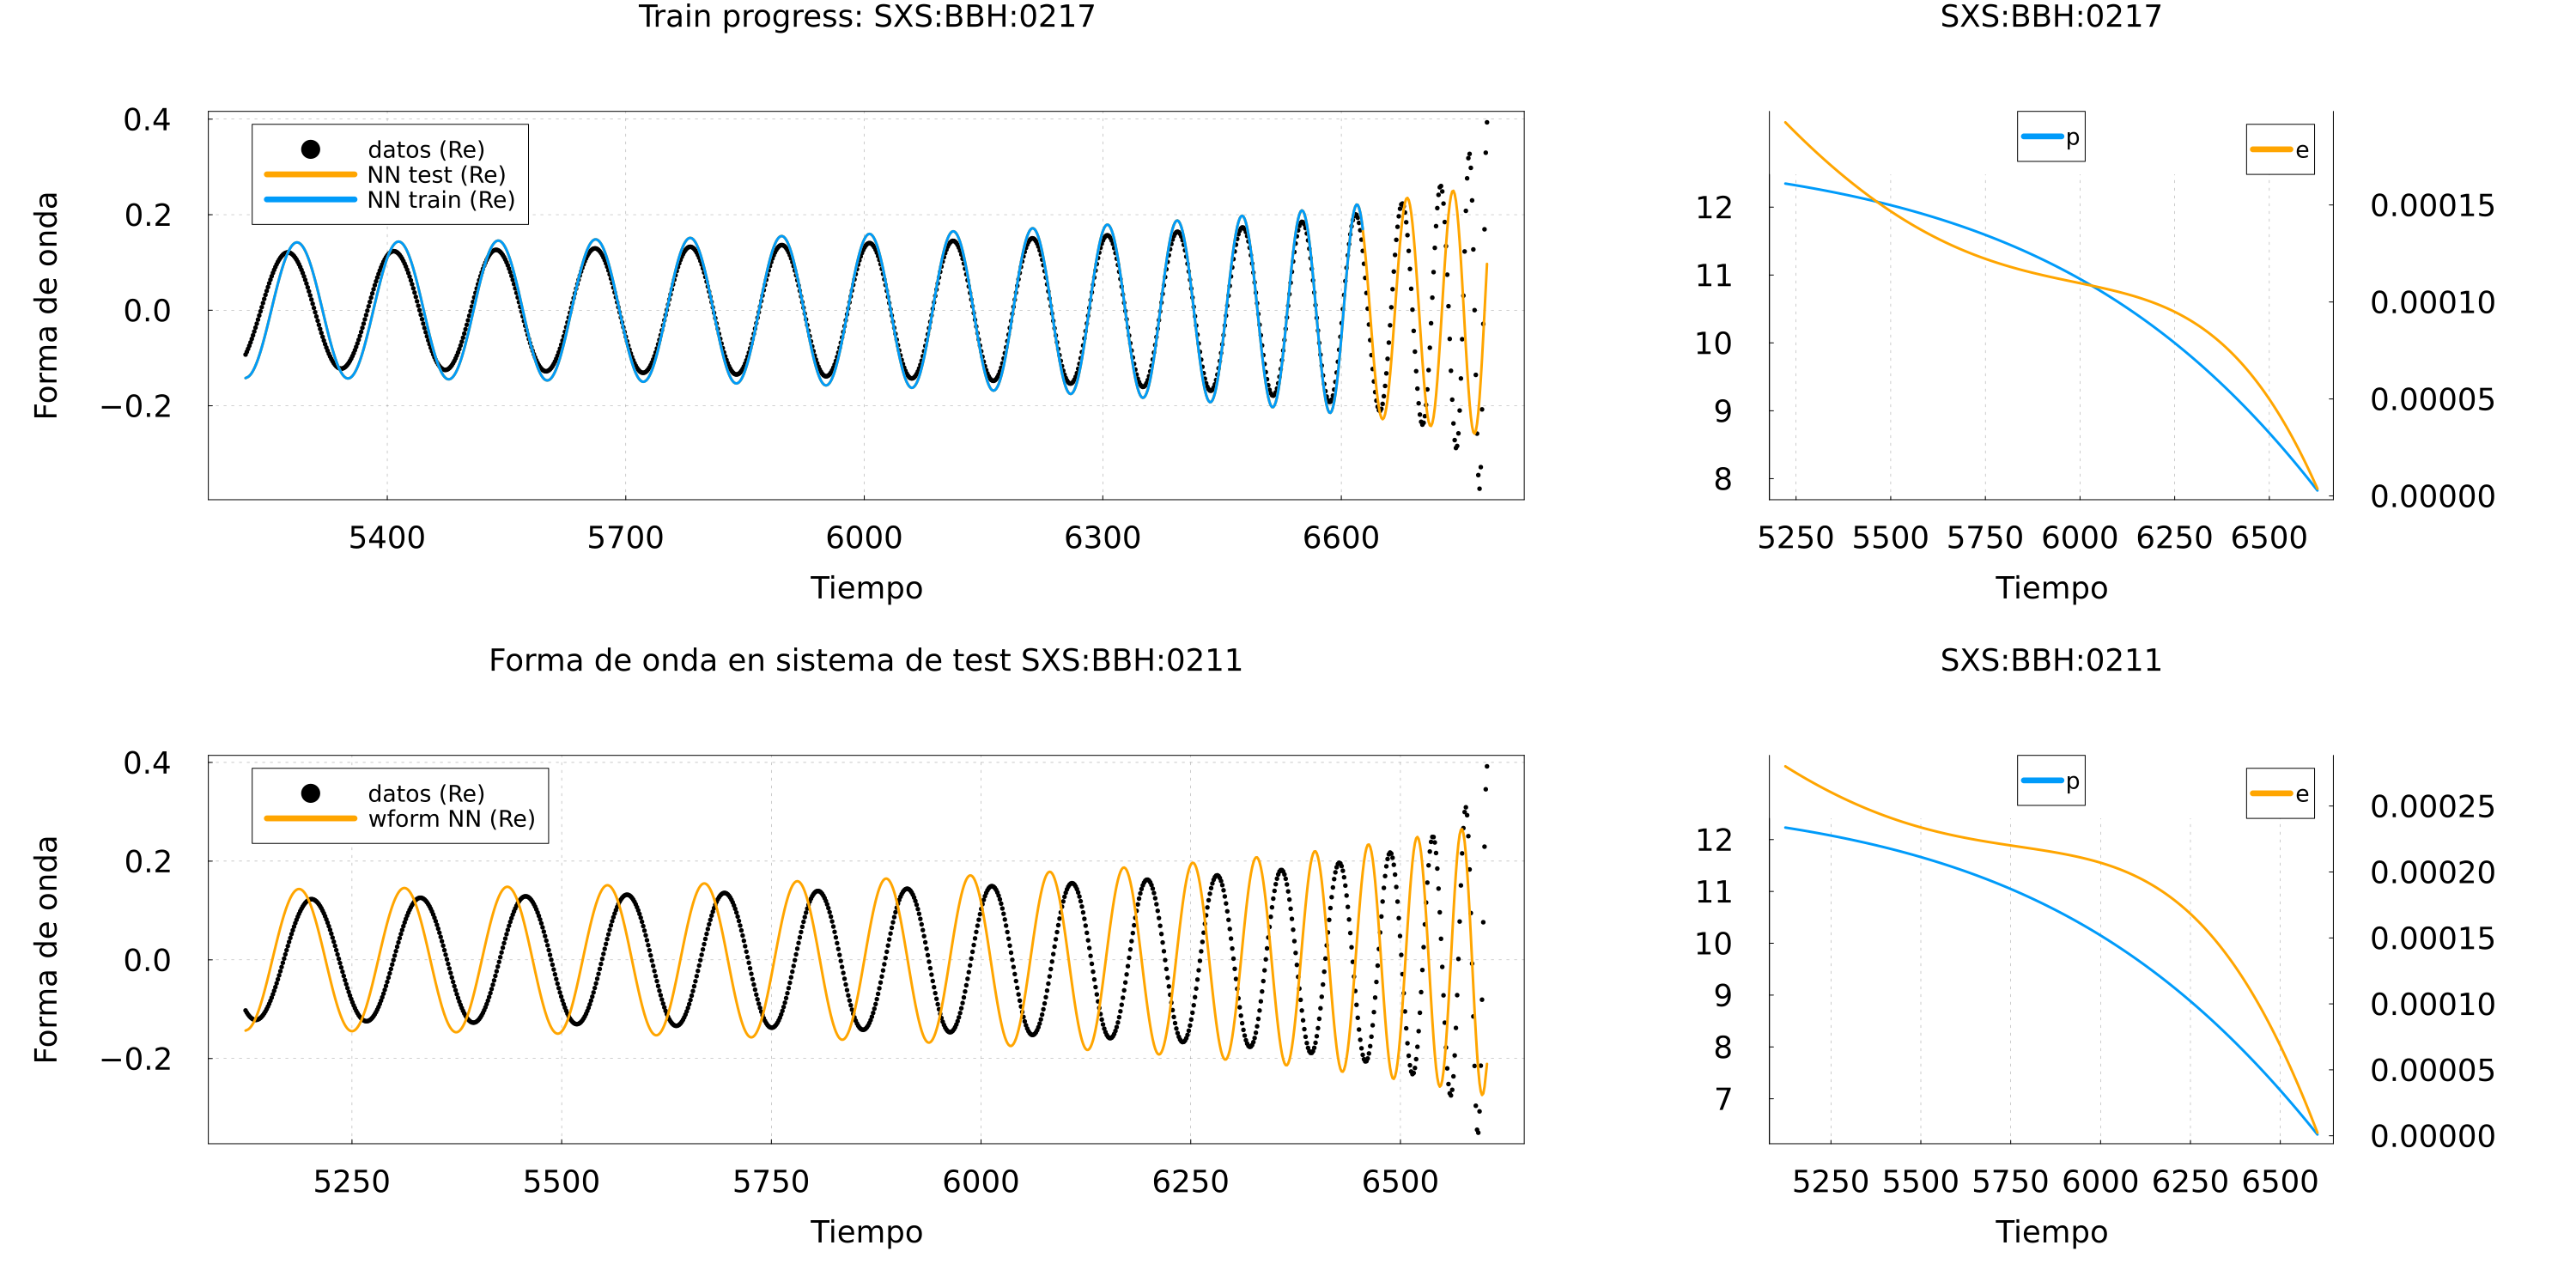 Train progress: SXS:BBH:0217
Forma de onda
0.4
0.2
0.0
−0.2
datos (Re)
NN test (Re)
NN train (Re)
5400 5700 6000 6300 6600
Tiempo
SXS:BBH:0217
12
11
10
9
8
p
e
0.00015
0.00010
0.00005
0.00000
5250 5500 5750 6000 6250 6500
Tiempo
Forma de onda en sistema de test SXS:BBH:0211
Forma de onda
0.4
0.2
0.0
−0.2
datos (Re)
wform NN (Re)
5250 5500 5750 6000 6250 6500
Tiempo
SXS:BBH:0211
12
11
10
9
8
7
p
e
0.00025
0.00020
0.00015
0.00010
0.00005
0.00000
5250 5500 5750 6000 6250 6500
Tiempo